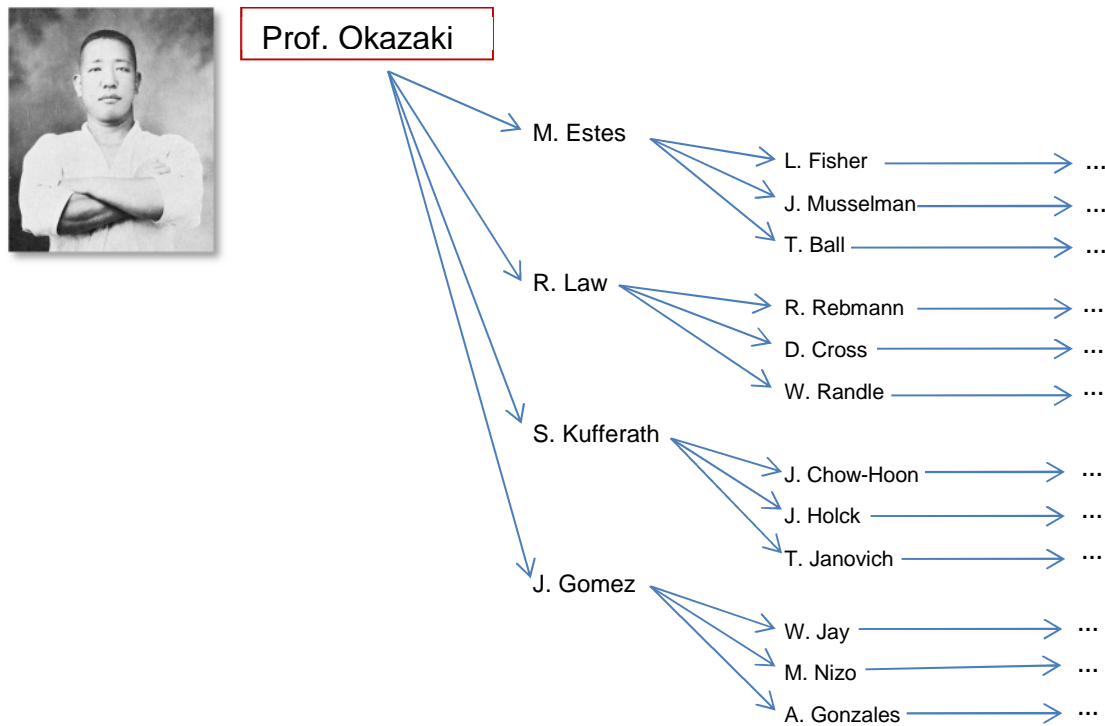 Prof. Okazaki
M. Estes
L. Fisher ...
J. Musselman ...
T. Ball ...
R. Law
R. Rebmann ...
D. Cross ...
W. Randle ...
S. Kufferath
J. Chow-Hoon ...
J. Holck ...
T. Janovich ...
J. Gomez
W. Jay ...
M. Nizo ...
A. Gonzales ...